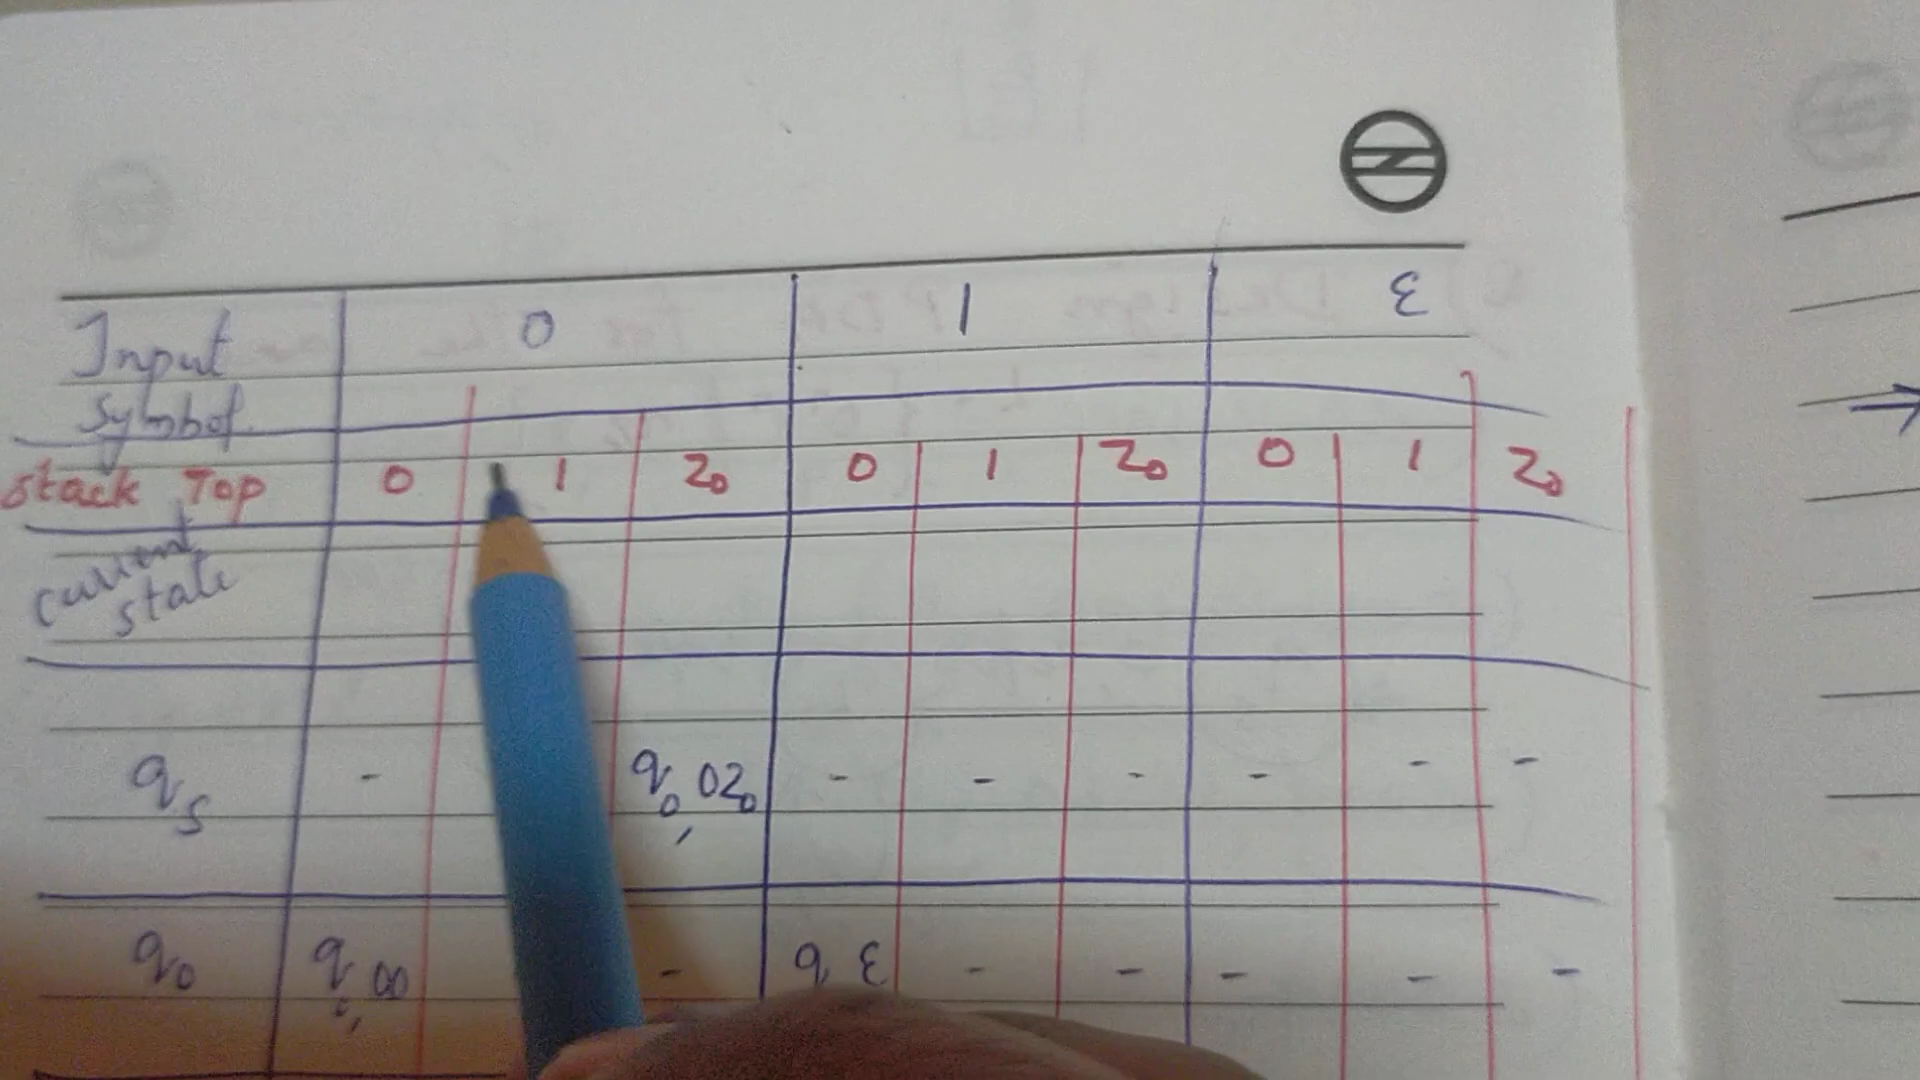 Input 0 1 ε
Symbol
Stack Top 0 1 Z₀ 0 1 Z₀ 0 1 Z₀
current
state
qs - q₀, 0Z₀ - - - - - -
q₀ q₀, 00 - q ε - - - - -